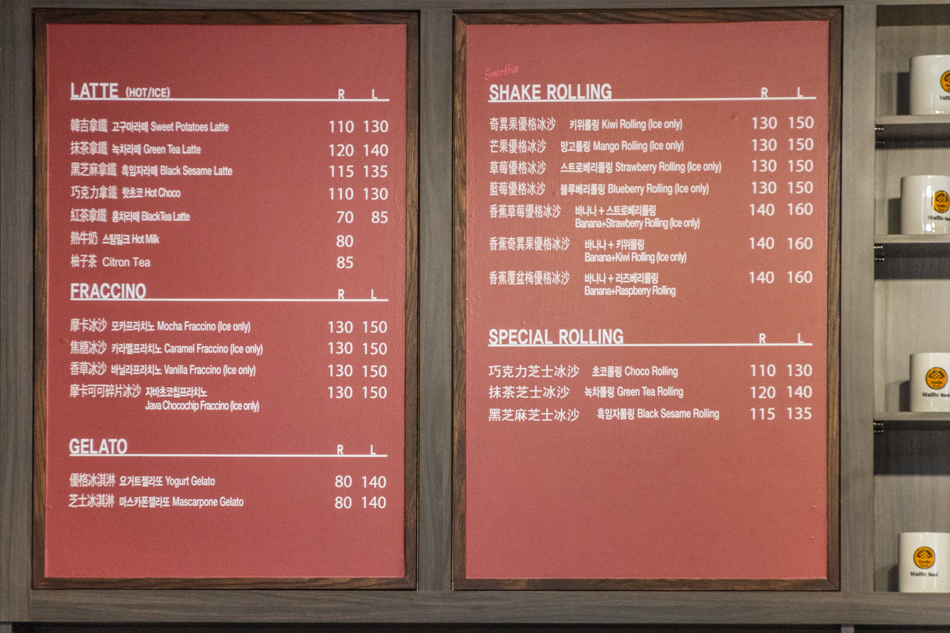 LATTE (HOT/ICE) R L
韓吉拿鐵 고구마라떼 Sweet Potatoes Latte 110 130
抹茶拿鐵 녹차라떼 Green Tea Latte 120 140
黑芝麻拿鐵 흑임자라떼 Black Sesame Latte 115 135
巧克力拿鐵 핫초코 Hot Choco 110 130
紅茶拿鐵 홍차라떼 BlackTea Latte 70 85
熱牛奶 스팀밀크 Hot Milk 80
柚子茶 Citron Tea 85
FRACCINO R L
摩卡冰沙 모카프라치노 Mocha Fraccino (Ice only) 130 150
焦糖冰沙 카라멜프라치노 Caramel Fraccino (Ice only) 130 150
香草冰沙 바닐라프라치노 Vanilla Fraccino (Ice only) 130 150
摩卡可可碎片冰沙 자바초코칩프라치노 130 150
Java Chocochip Fraccino (Ice only)
GELATO R L
優格冰淇淋 요거트젤라또 Yogurt Gelato 80 140
芝士冰淇淋 마스카포젤라또 Mascarpone Gelato 80 140
Smoothie
SHAKE ROLLING R L
奇異果優格冰沙 키위롤링 Kiwi Rolling (Ice only) 130 150
芒果優格冰沙 망고롤링 Mango Rolling (Ice only) 130 150
草莓優格冰沙 스트로베리롤링 Strawberry Rolling (Ice only) 130 150
藍莓優格冰沙 블루베리롤링 Blueberry Rolling (Ice only) 130 150
香蕉草莓優格冰沙 바나나 + 스트로베리롤링 140 160
Banana+Strawberry Rolling (Ice only)
香蕉奇異果優格冰沙 바나나 + 키위롤링 140 160
Banana+Kiwi Rolling (Ice only)
香蕉覆盆梅優格冰沙 바나나 + 라즈베리롤링 140 160
Banana+Raspberry Rolling
SPECIAL ROLLING R L
巧克力芝士冰沙 초코롤링 Choco Rolling 110 130
抹茶芝士冰沙 녹차롤링 Green Tea Rolling 120 140
黑芝麻芝士冰沙 흑임자롤링 Black Sesame Rolling 115 135